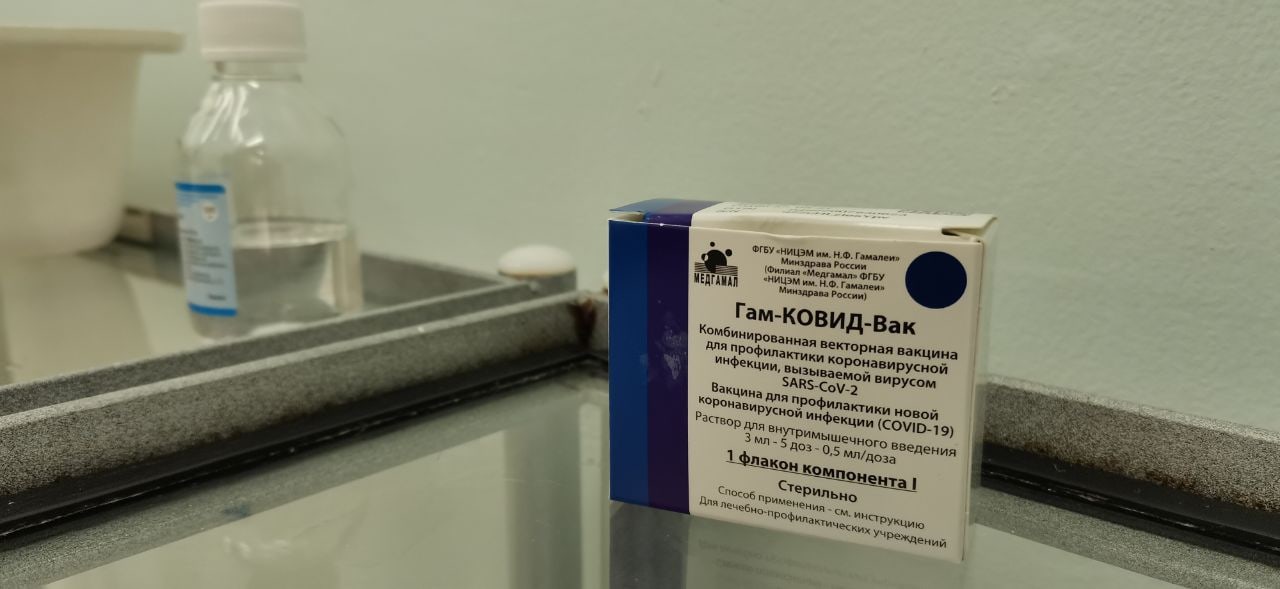 МЕДГАМАЛ
ФГБУ «НИЦЭМ им. Н.Ф. Гамалеи»
Минздрава России
(Филиал «Медгамал» ФГБУ
«НИЦЭМ им. Н.Ф. Гамалеи»
Минздрава России)
Гам-КОВИД-Вак
Комбинированная векторная вакцина
для профилактики коронавирусной
инфекции, вызываемой вирусом
SARS-CoV-2
Вакцина для профилактики новой
коронавирусной инфекции (COVID-19)
Раствор для внутримышечного введения
3 мл - 5 доз - 0,5 мл/доза
1 флакон компонента I
Стерильно
Способ применения - см. инструкцию
Для лечебно-профилактических учреждений